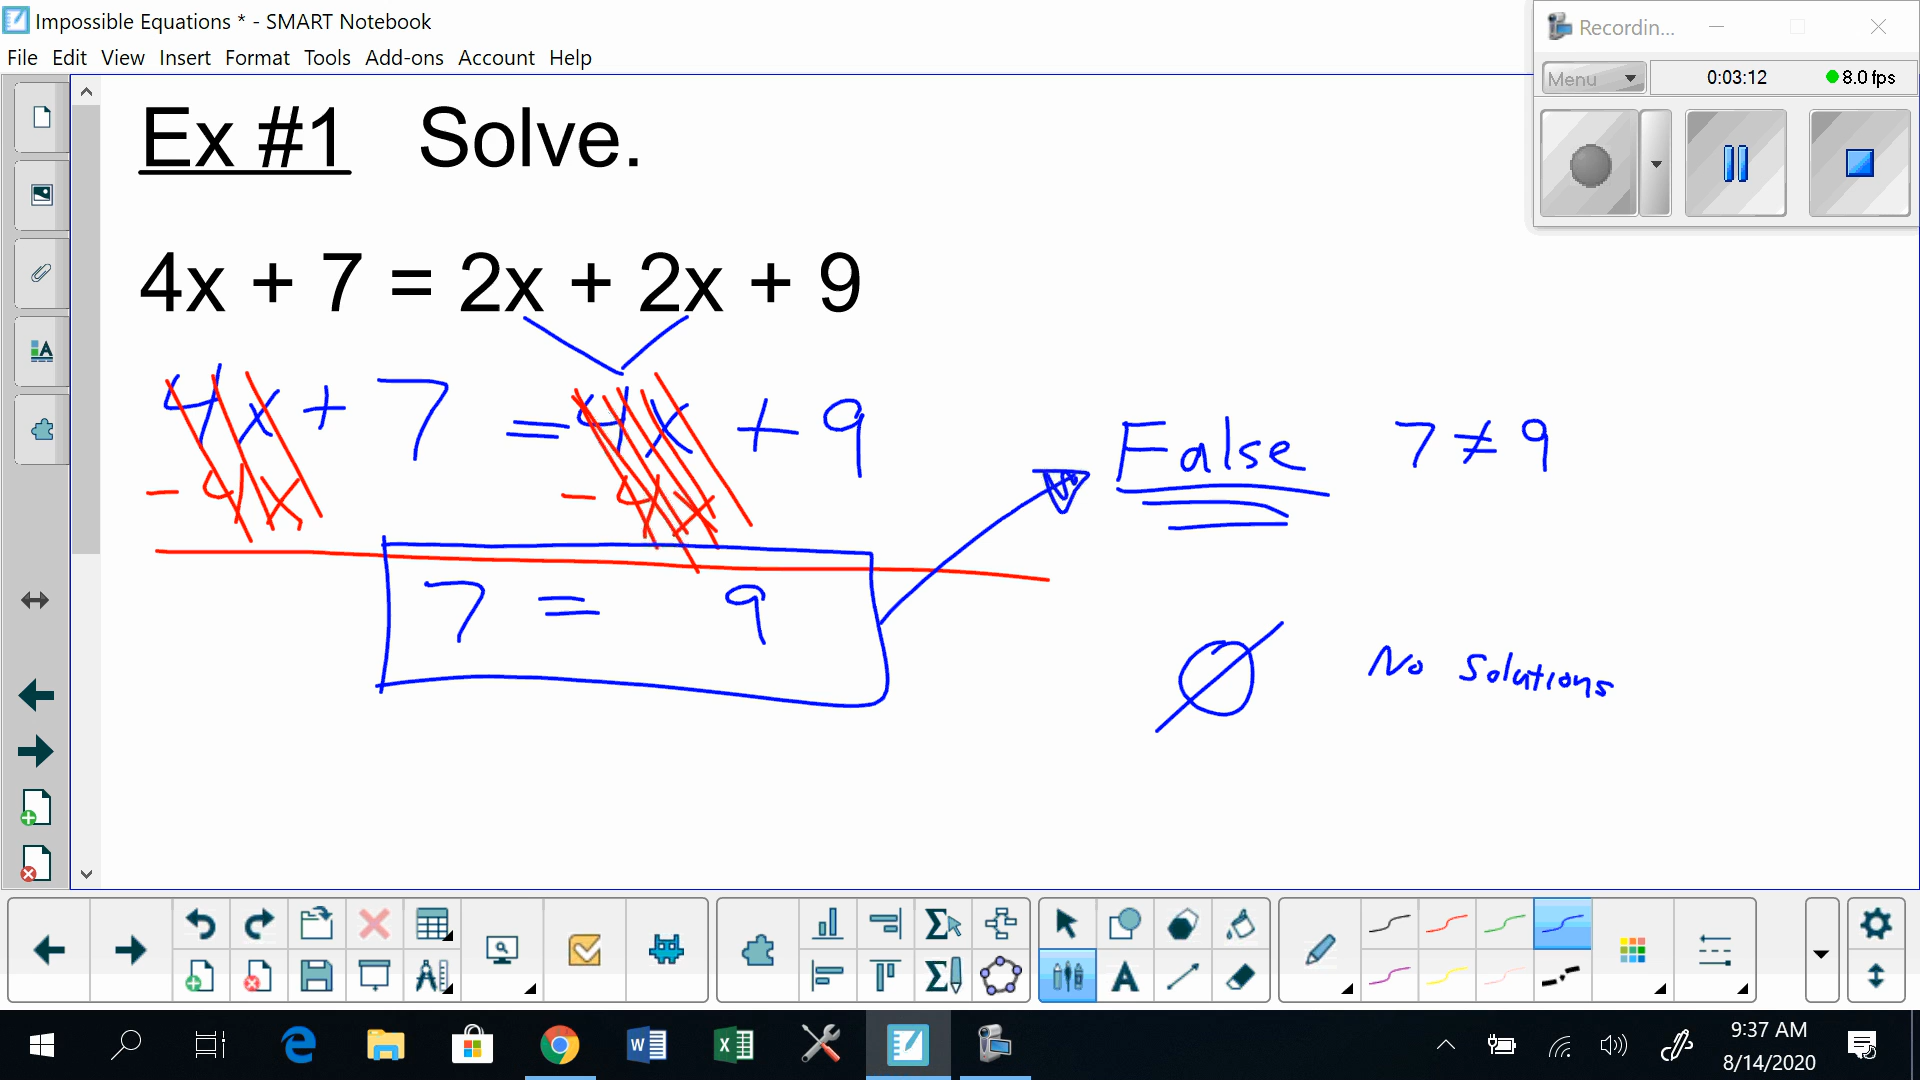 Impossible Equations * - SMART Notebook
File Edit View Insert Format Tools Add-ons Account Help
Recordin...
Menu
0:03:12
8.0 fps
Ex #1 Solve.
4x + 7 = 2x + 2x + 9
4x + 7 = 4x + 9
- 4x - 4x
7 = 9
False 7 ≠ 9
∅ No Solutions
9:37 AM
8/14/2020